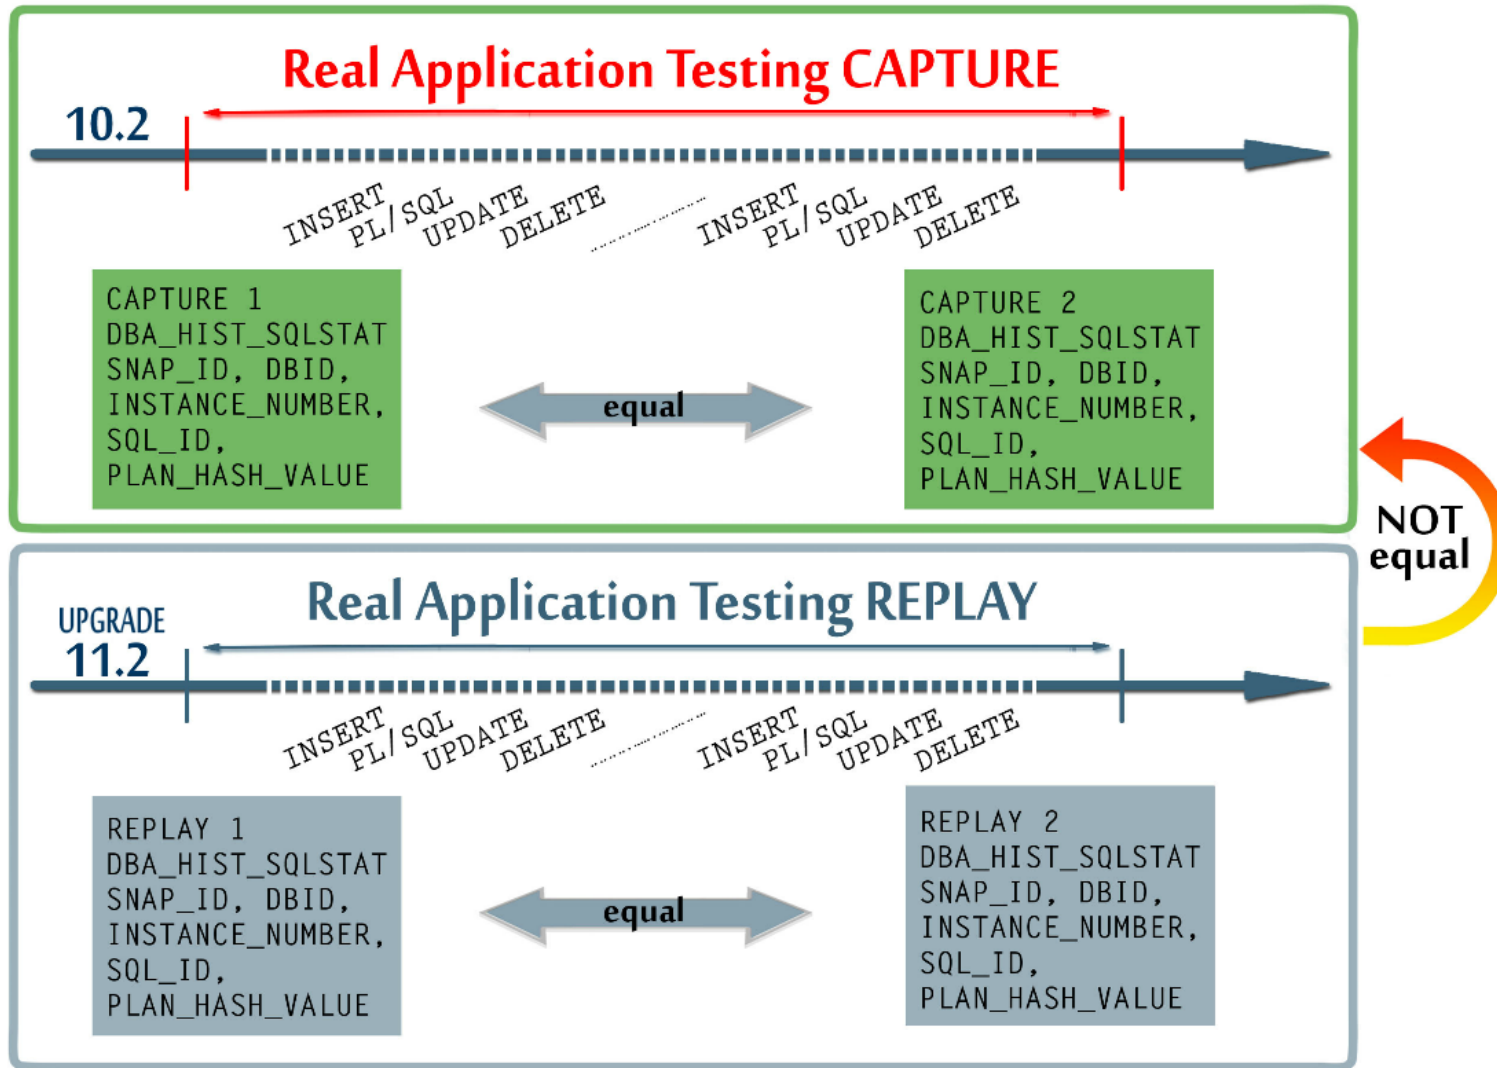 Real Application Testing CAPTURE
10.2
INSERT
PL/SQL
UPDATE
DELETE
................
INSERT
PL/SQL
UPDATE
DELETE
CAPTURE 1
DBA_HIST_SQLSTAT
SNAP_ID, DBID,
INSTANCE_NUMBER,
SQL_ID,
PLAN_HASH_VALUE
equal
CAPTURE 2
DBA_HIST_SQLSTAT
SNAP_ID, DBID,
INSTANCE_NUMBER,
SQL_ID,
PLAN_HASH_VALUE
NOT
equal
Real Application Testing REPLAY
UPGRADE
11.2
INSERT
PL/SQL
UPDATE
DELETE
................
INSERT
PL/SQL
UPDATE
DELETE
REPLAY 1
DBA_HIST_SQLSTAT
SNAP_ID, DBID,
INSTANCE_NUMBER,
SQL_ID,
PLAN_HASH_VALUE
equal
REPLAY 2
DBA_HIST_SQLSTAT
SNAP_ID, DBID,
INSTANCE_NUMBER,
SQL_ID,
PLAN_HASH_VALUE